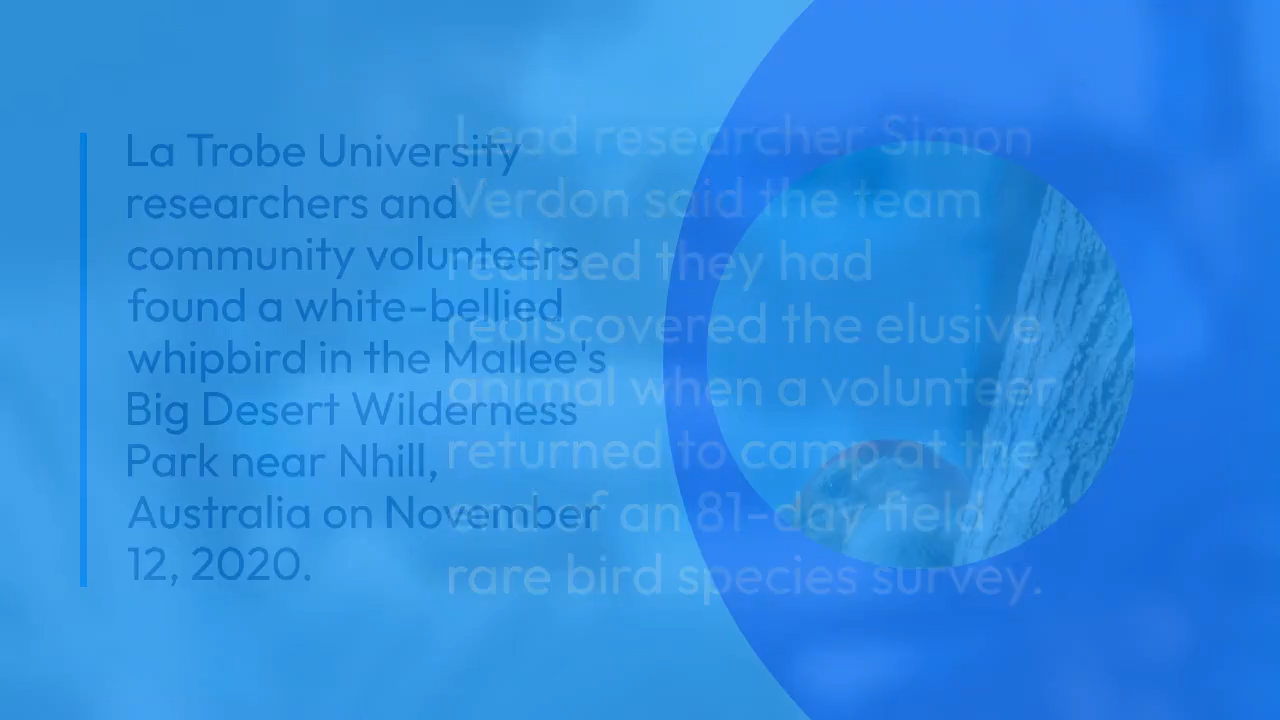 La Trobe University
researchers and
community volunteers
found a white-bellied
whipbird in the Mallee's
Big Desert Wilderness
Park near Nhill,
Australia on November
12, 2020.
Lead researcher Simon
Verdon said the team
realised they had
rediscovered the elusive
animal when a volunteer
returned to camp at the
end of an 81-day field
rare bird species survey.